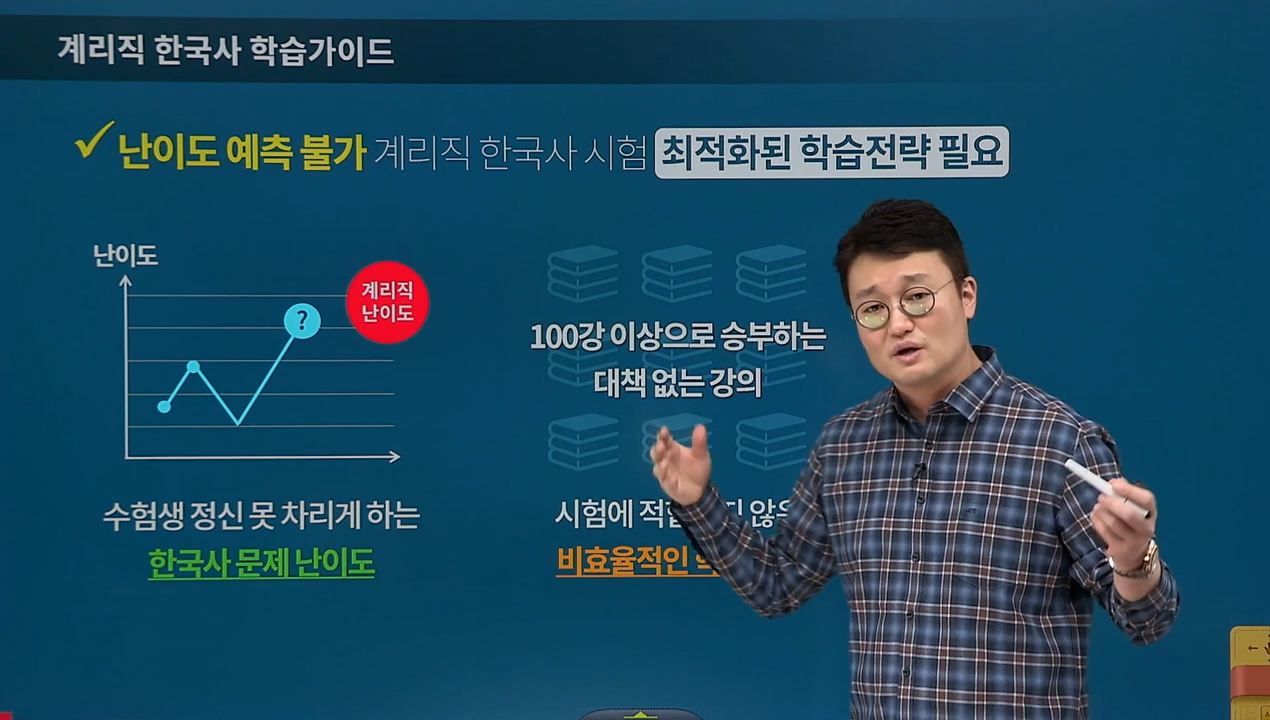 계리직 한국사 학습가이드
난이도 예측 불가 계리직 한국사 시험 최적화된 학습전략 필요
난이도
계리직
난이도
?
수험생 정신 못 차리게 하는
한국사 문제 난이도
100강 이상으로 승부하는
대책 없는 강의
시험에
비효율적인